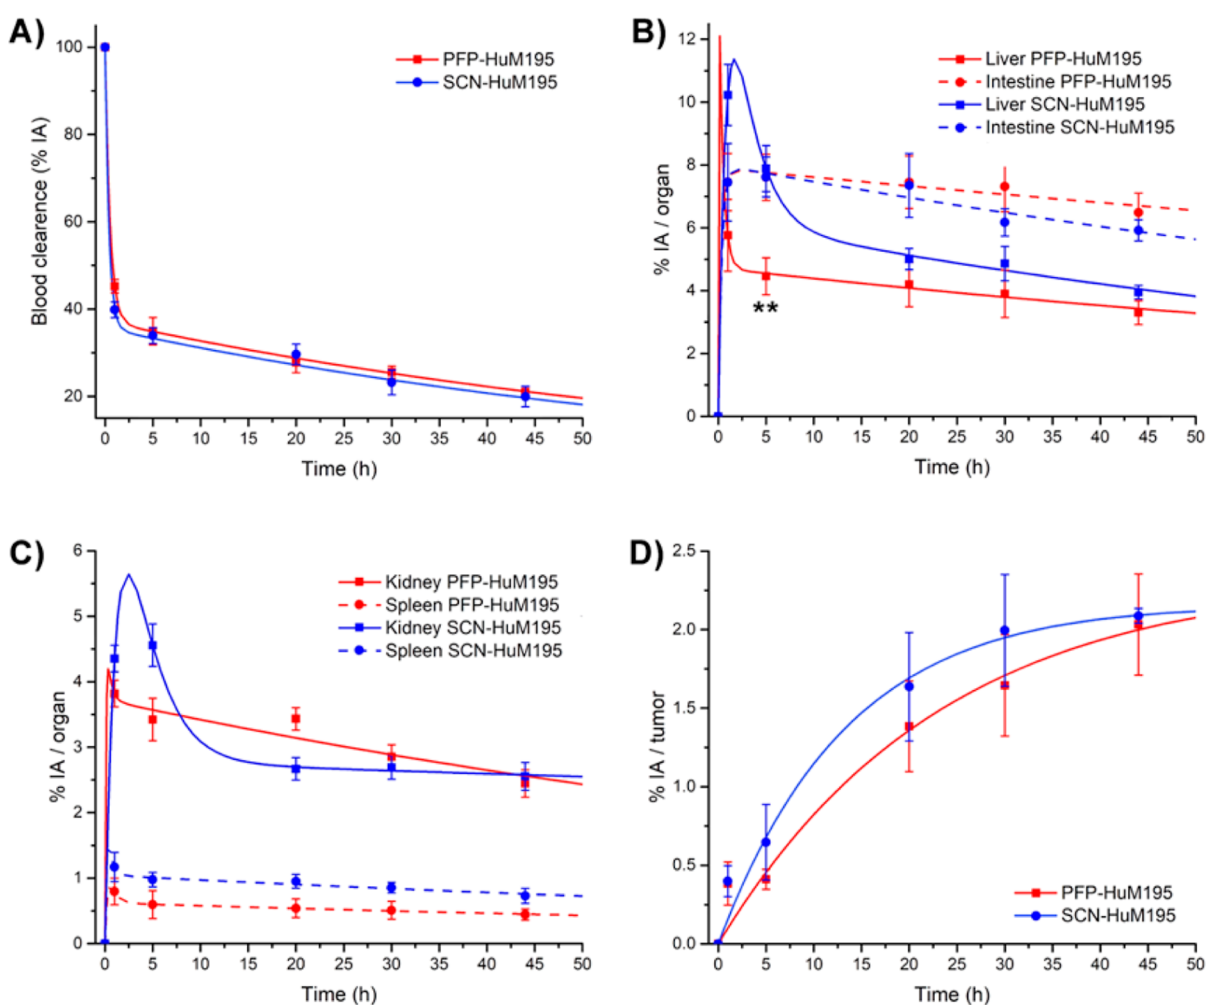 A)
PFP-HuM195
SCN-HuM195
Blood clearence (% IA)
100
80
60
40
20
0 5 10 15 20 25 30 35 40 45 50
Time (h)
B)
Liver PFP-HuM195
Intestine PFP-HuM195
Liver SCN-HuM195
Intestine SCN-HuM195
% IA / organ
12
10
8
6
4
2
0
**
0 5 10 15 20 25 30 35 40 45 50
Time (h)
C)
Kidney PFP-HuM195
Spleen PFP-HuM195
Kidney SCN-HuM195
Spleen SCN-HuM195
% IA / organ
6
5
4
3
2
1
0
0 5 10 15 20 25 30 35 40 45 50
Time (h)
D)
% IA / tumor
2.5
2.0
1.5
1.0
0.5
0.0
PFP-HuM195
SCN-HuM195
0 5 10 15 20 25 30 35 40 45 50
Time (h)